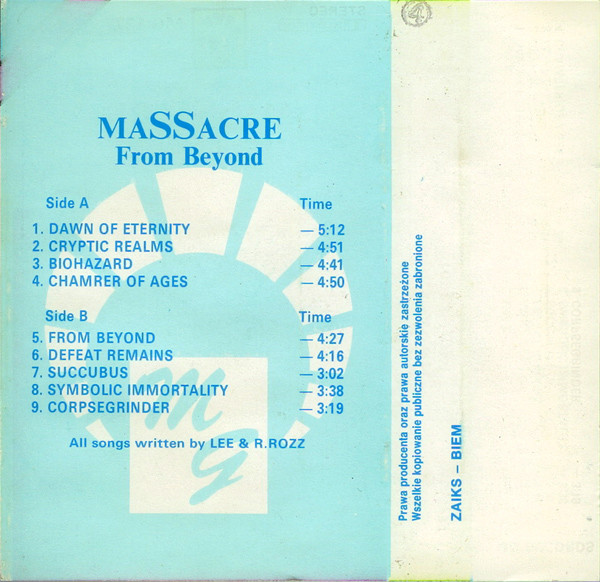 MASSACRE
From Beyond
Side A Time
1. DAWN OF ETERNITY — 5:12
2. CRYPTIC REALMS — 4:51
3. BIOHAZARD — 4:41
4. CHAMRER OF AGES — 4:50
Side B Time
5. FROM BEYOND — 4:27
6. DEFEAT REMAINS — 4:16
7. SUCCUBUS — 3:02
8. SYMBOLIC IMMORTALITY — 3:38
9. CORPSEGRINDER — 3:19
All songs written by LEE & R.ROZZ
MG
Prawa producenta oraz prawa autorskie zastrzeżone
Wszelkie kopiowanie publiczne bez zezwolenia zabronione
ZAIKS – BIEM
4
STEREO